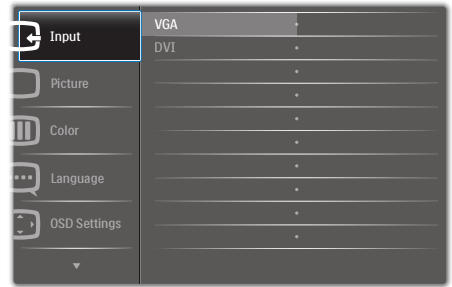 Input
VGA
DVI
Picture
Color
Language
OSD Settings